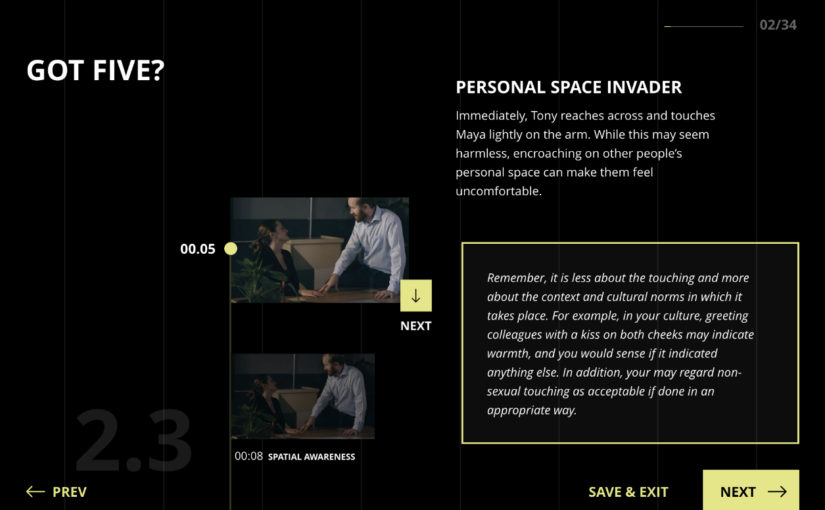 02/34
GOT FIVE?
PERSONAL SPACE INVADER
Immediately, Tony reaches across and touches
Maya lightly on the arm. While this may seem
harmless, encroaching on other people's
personal space can make them feel
uncomfortable.
00.05
NEXT
Remember, it is less about the touching and more
about the context and cultural norms in which it
takes place. For example, in your culture, greeting
colleagues with a kiss on both cheeks may indicate
warmth, and you would sense if it indicated
anything else. In addition, your may regard non-
sexual touching as acceptable if done in an
appropriate way.
2.3
00:08 SPATIAL AWARENESS
PREV
SAVE & EXIT
NEXT